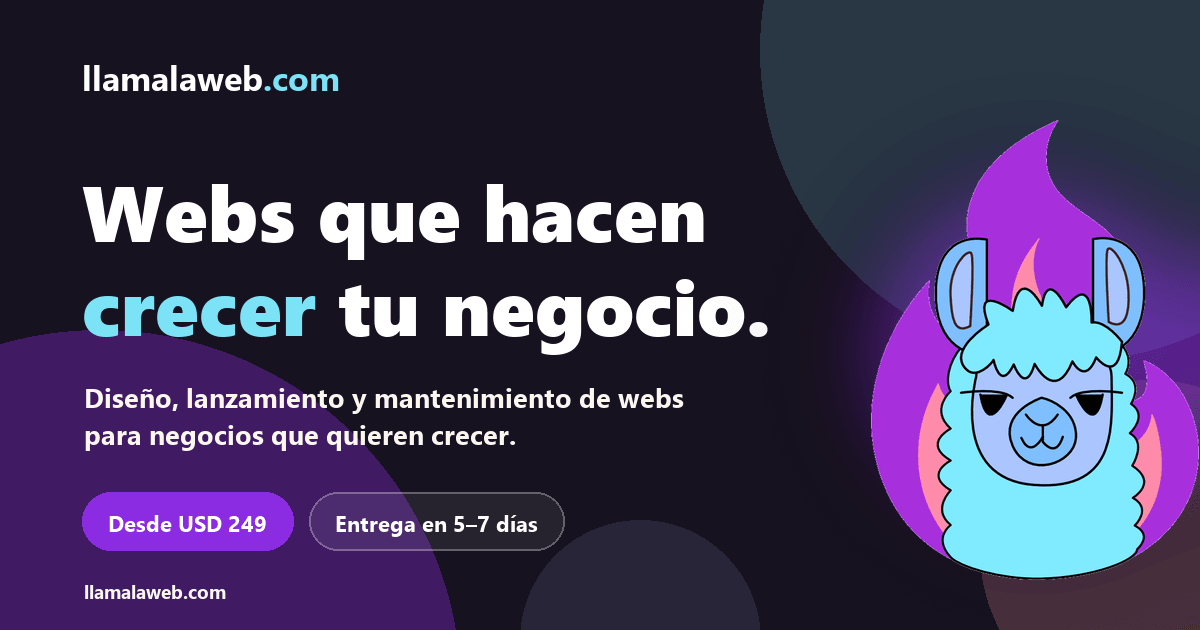 llamalaweb.com
Webs que hacen
crecer tu negocio.
Diseño, lanzamiento y mantenimiento de webs
para negocios que quieren crecer.
Desde USD 249
Entrega en 5–7 días
llamalaweb.com